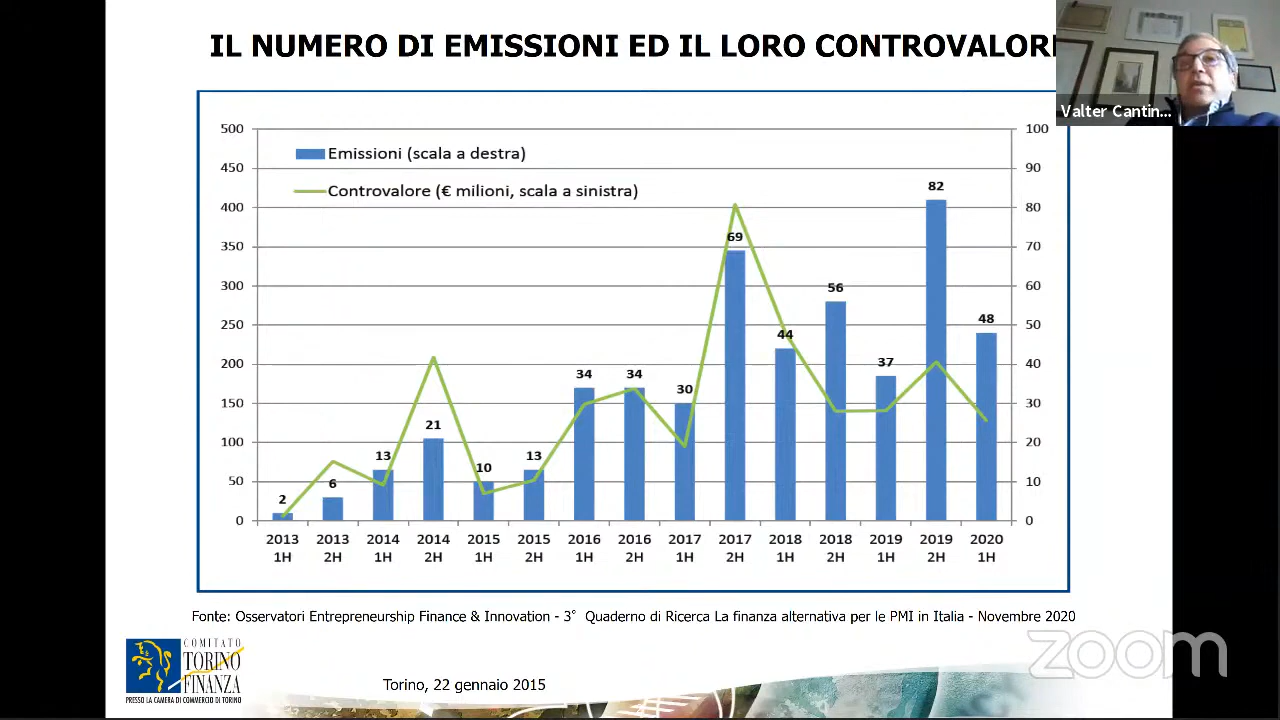 IL NUMERO DI EMISSIONI ED IL LORO CONTROVALORE
Valter Cantin...
500
450
400
350
300
250
200
150
100
50
0
Emissioni (scala a destra)
Controvalore (€ milioni, scala a sinistra)
2
6
13
21
10
13
34
34
30
69
44
56
37
82
48
100
90
80
70
60
50
40
30
20
10
0
2013 2013 2014 2014 2015 2015 2016 2016 2017 2017 2018 2018 2019 2019 2020
1H 2H 1H 2H 1H 2H 1H 2H 1H 2H 1H 2H 1H 2H 1H
Fonte: Osservatori Entrepreneurship Finance & Innovation - 3° Quaderno di Ricerca La finanza alternativa per le PMI in Italia - Novembre 2020
COMITATO
TORINO
FINANZA
PRESSO LA CAMERA DI COMMERCIO DI TORINO
Torino, 22 gennaio 2015
zoom